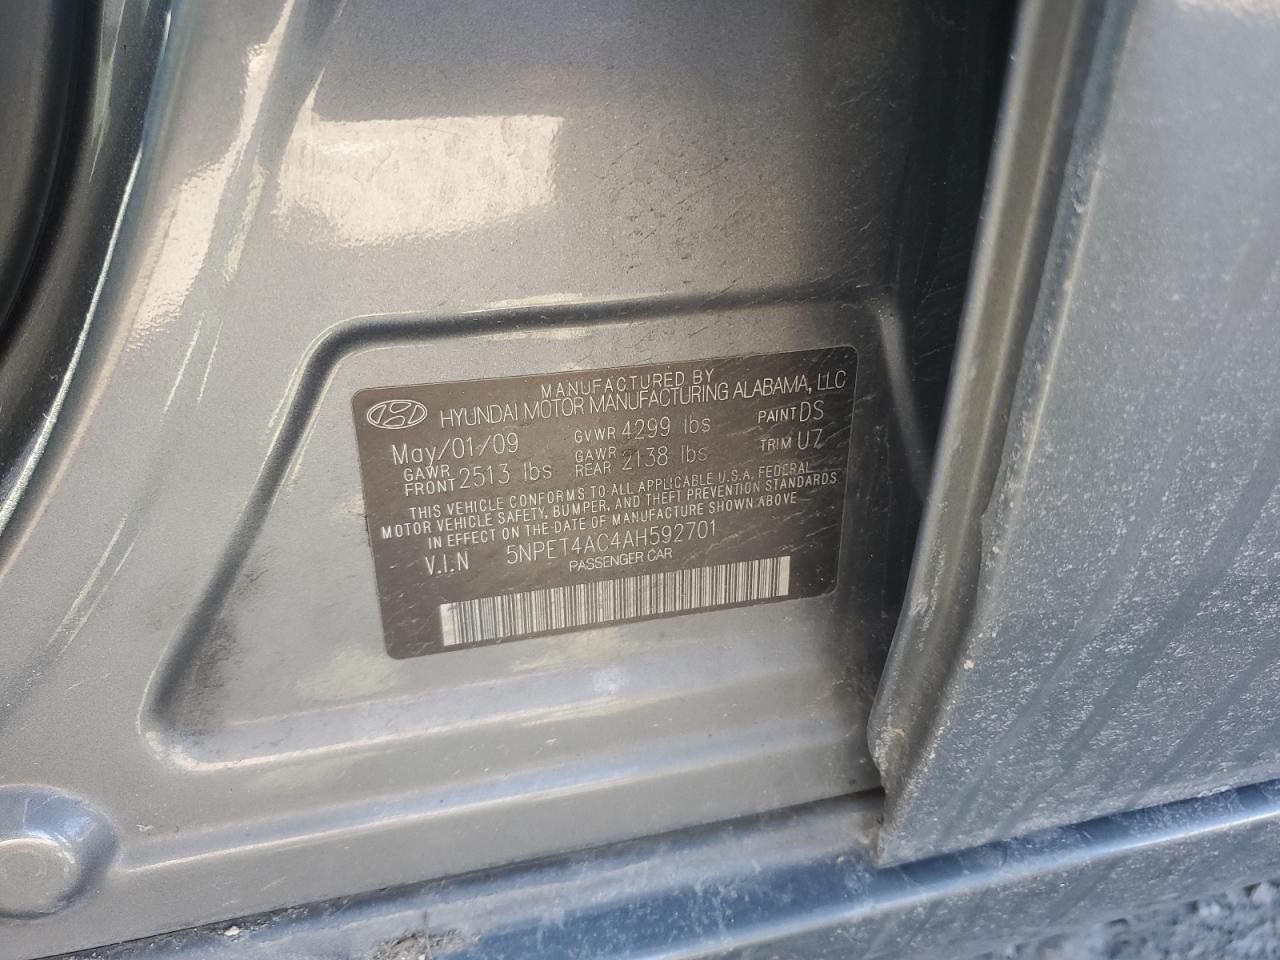 MANUFACTURED BY
HYUNDAI MOTOR MANUFACTURING ALABAMA, LLC
May/01/09 GVWR 4299 lbs PAINT DS
GAWR FRONT 2513 lbs GAWR REAR 2138 lbs TRIM U7
THIS VEHICLE CONFORMS TO ALL APPLICABLE U.S.A. FEDERAL
MOTOR VEHICLE SAFETY, BUMPER, AND THEFT PREVENTION STANDARDS
IN EFFECT ON THE DATE OF MANUFACTURE SHOWN ABOVE
V.I.N 5NPET4AC4AH592701
PASSENGER CAR